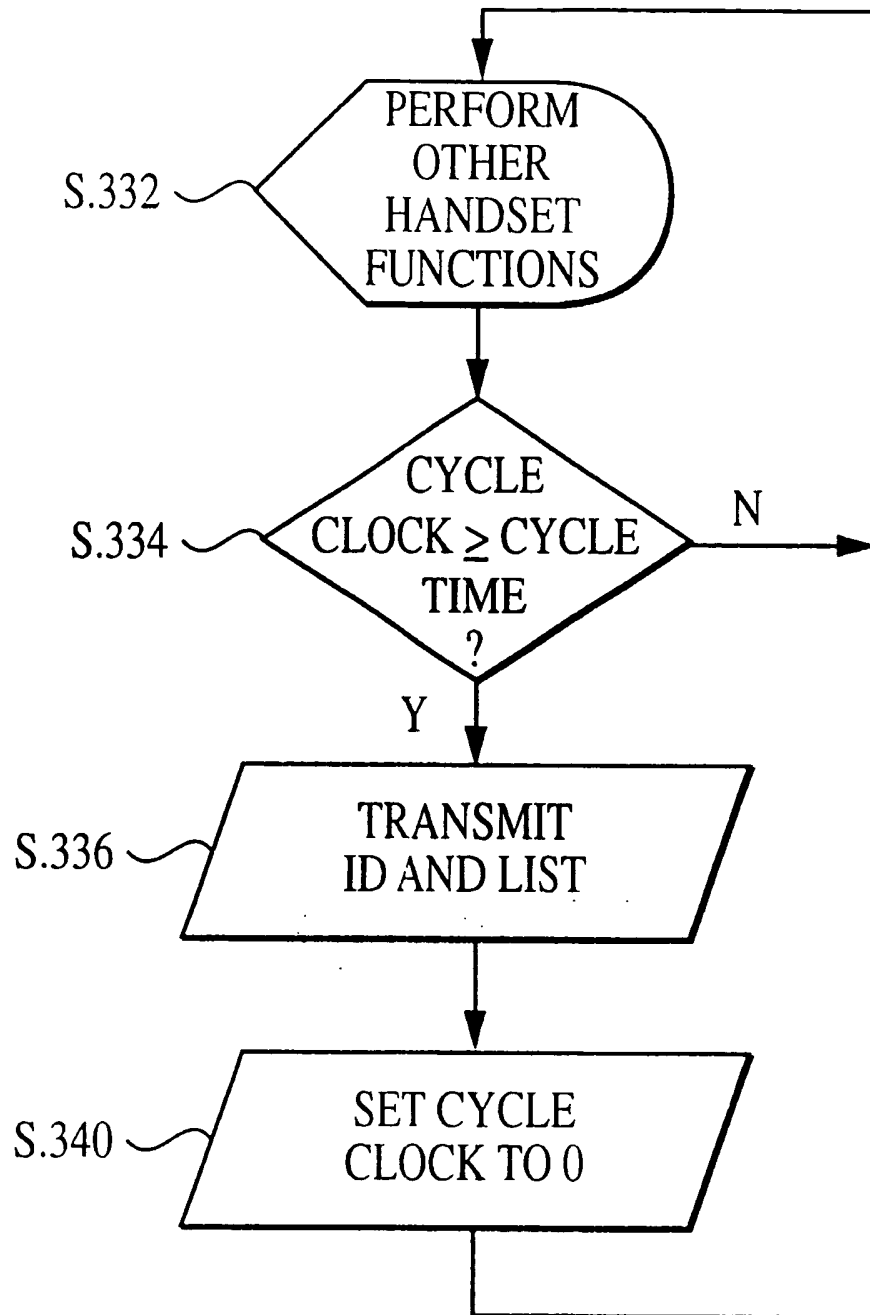 PERFORM
OTHER
HANDSET
FUNCTIONS
S.332
CYCLE
CLOCK ≥ CYCLE
TIME
?
S.334
N
Y
TRANSMIT
ID AND LIST
S.336
SET CYCLE
CLOCK TO 0
S.340